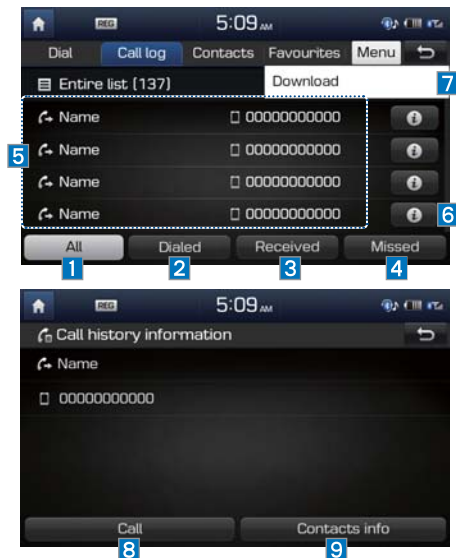 REG 5:09 AM
Dial Call log Contacts Favourites Menu
Entire list (137) Download 7
Name 00000000000
Name 00000000000
5
Name 00000000000
Name 00000000000 6
All Dialed Received Missed
1 2 3 4
REG 5:09 AM
Call history information
Name
00000000000
Call Contacts info
8 9